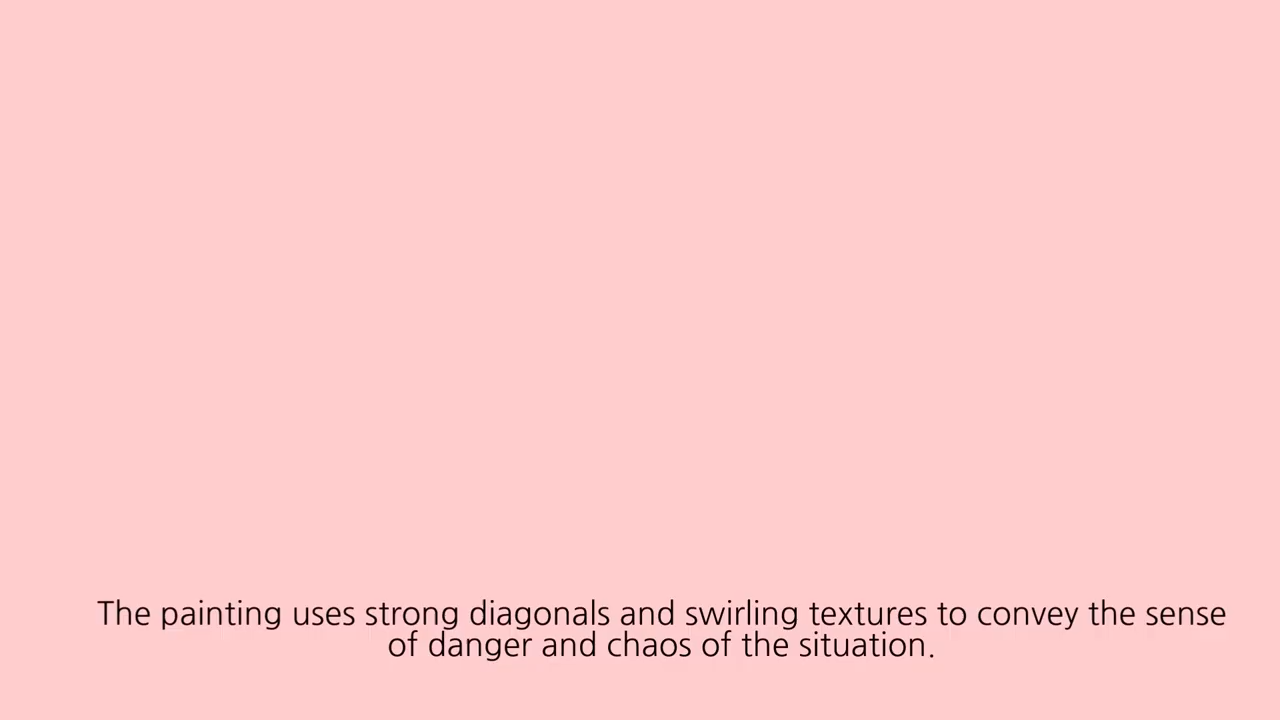 The painting uses strong diagonals and swirling textures to convey the sense
of danger and chaos of the situation.